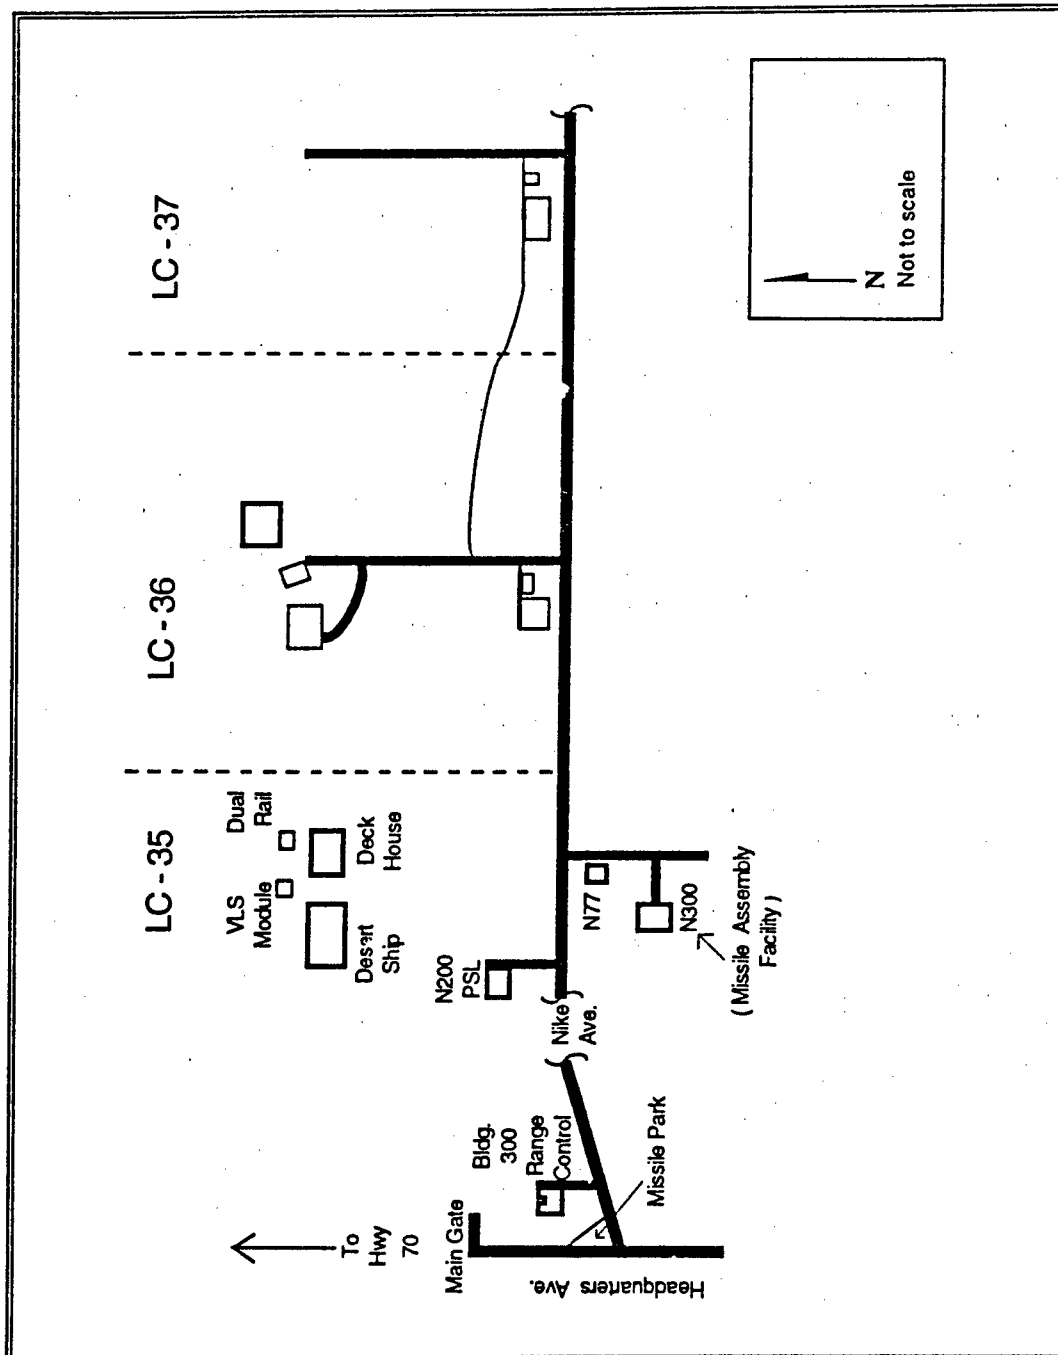 LC - 35
LC - 36
LC - 37
VLS
Module
Dual
Rail
Desert
Ship
Deck
House
N200
PSL
To
Hwy
70
Main Gate
Bldg.
300
Range
Control
Nike
Ave.
Headquarters Ave.
Missile Park
N77
N300
( Missile Assembly
Facility )
N
Not to scale